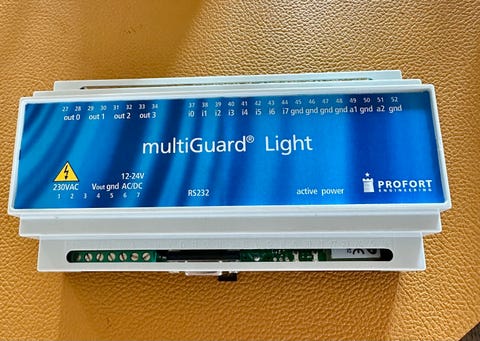 27 28 29 30 31 32 33 34
out 0 out 1 out 2 out 3
37 38 39 40 41 42 43 44 45 46 47 48 49 50 51 52
i0 i1 i2 i3 i4 i5 i6 i7 gnd gnd gnd gnd a1 gnd a2 gnd
multiGuard® Light
12-24V
230VAC Vout gnd AC/DC
1 2 3 4 5 6 7
RS232
active power
PROFORT
ENGINEERING